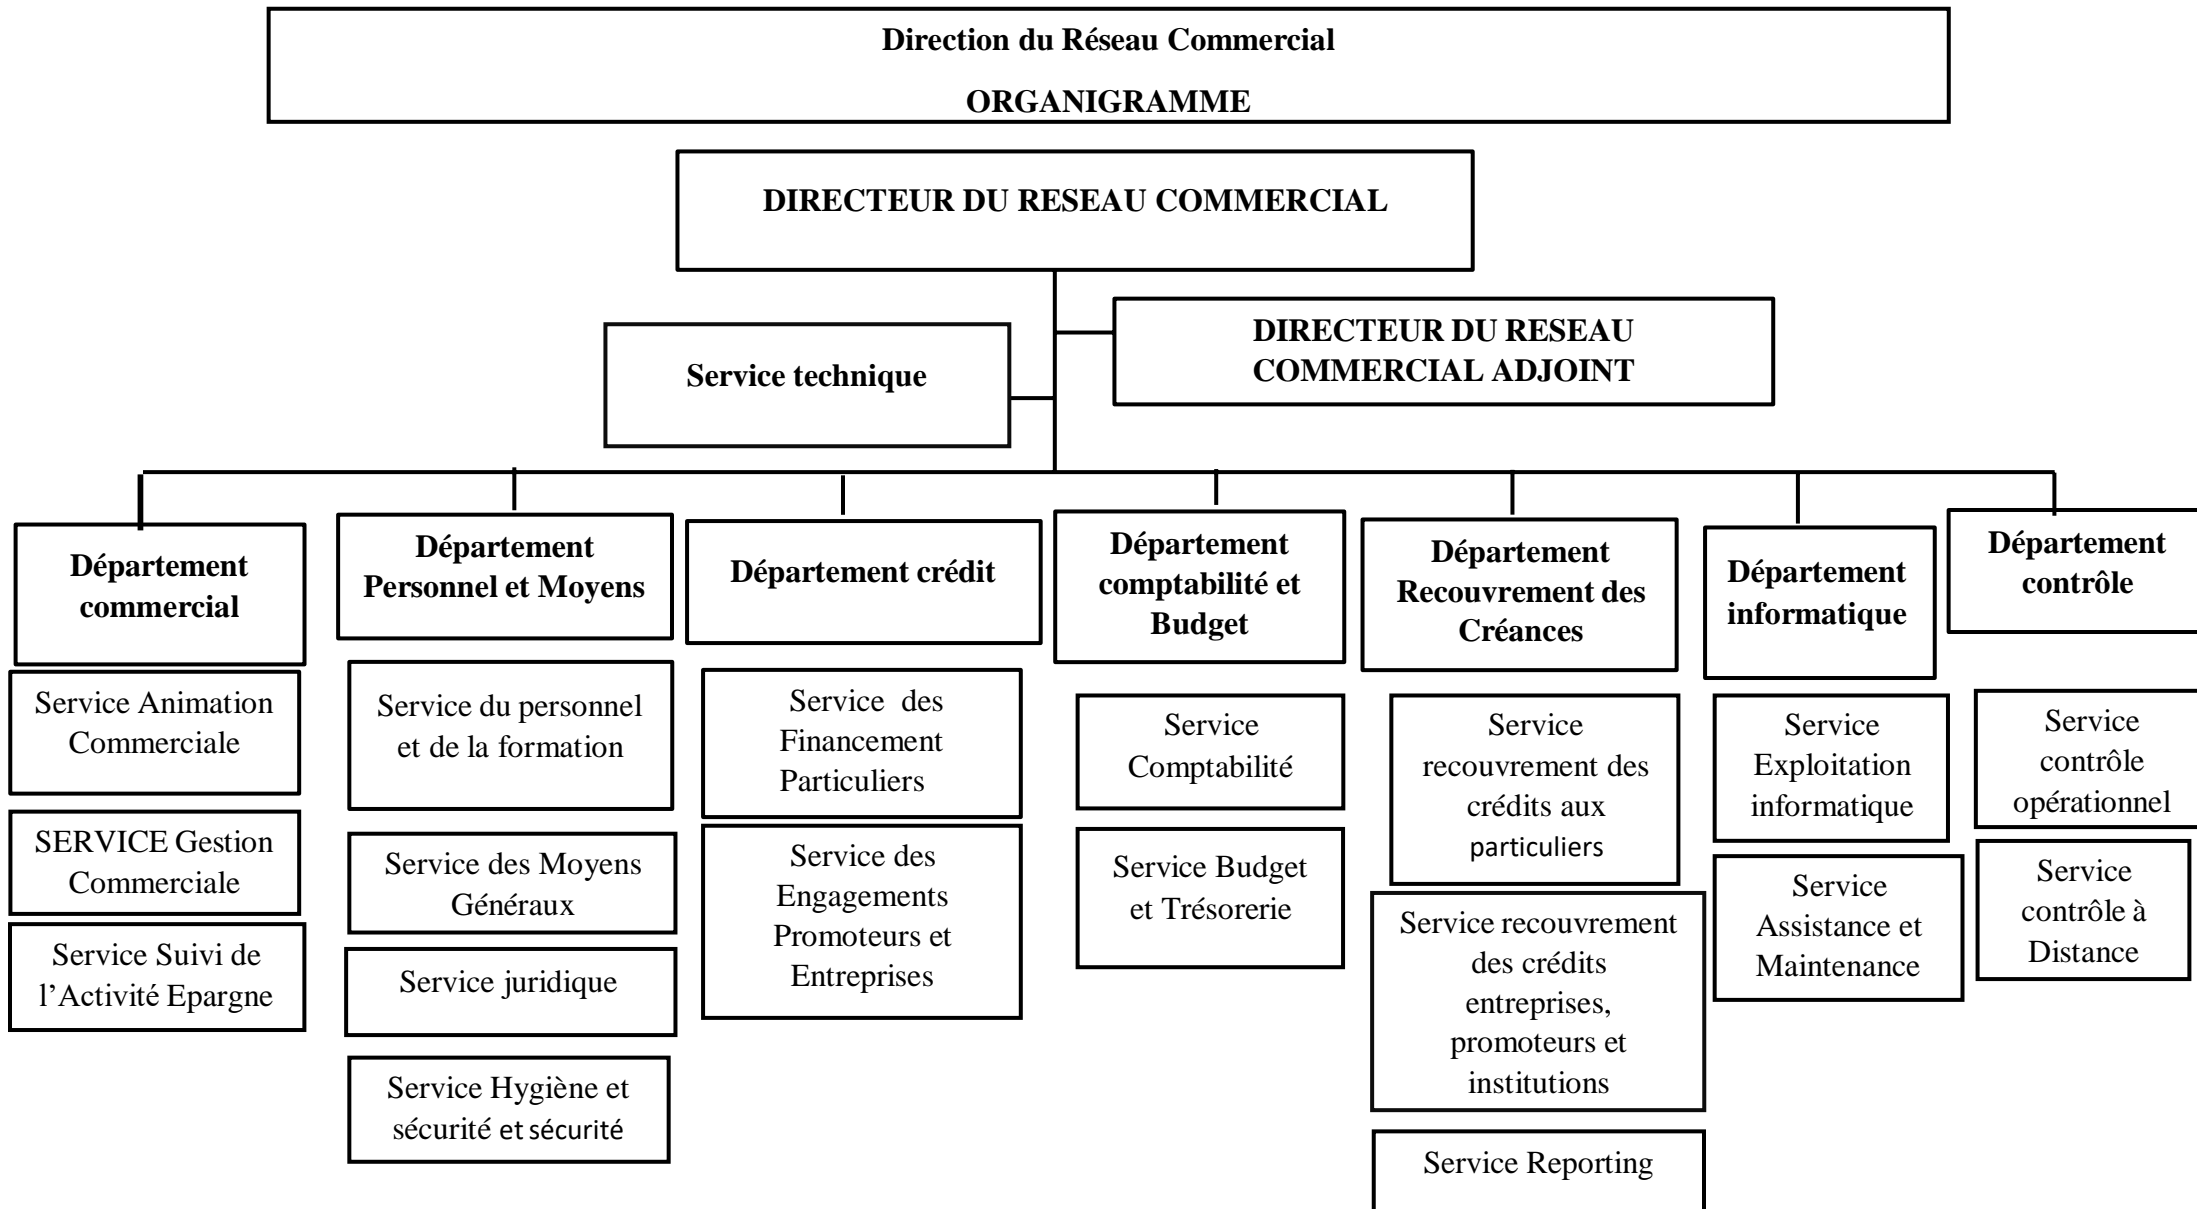 Direction du Réseau Commercial
ORGANIGRAMME
DIRECTEUR DU RESEAU COMMERCIAL
DIRECTEUR DU RESEAU
COMMERCIAL ADJOINT
Service technique
Département
commercial
Département
Personnel et Moyens
Département crédit
Département
comptabilité et
Budget
Département
Recouvrement des
Créances
Département
informatique
Département
contrôle
Service Animation
Commerciale
SERVICE Gestion
Commerciale
Service Suivi de
l’Activité Epargne
Service du personnel
et de la formation
Service des Moyens
Généraux
Service juridique
Service Hygiène et
sécurité et sécurité
Service des
Financement
Particuliers
Service des
Engagements
Promoteurs et
Entreprises
Service
Comptabilité
Service Budget
et Trésorerie
Service
recouvrement des
crédits aux
particuliers
Service recouvrement
des crédits
entreprises,
promoteurs et
institutions
Service Reporting
Service
Exploitation
informatique
Service
Assistance et
Maintenance
Service
contrôle
opérationnel
Service
contrôle à
Distance